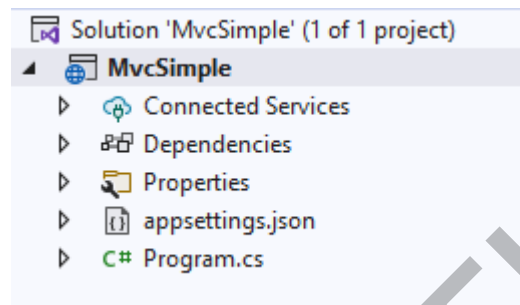 Solution 'MvcSimple' (1 of 1 project)
MvcSimple
Connected Services
Dependencies
Properties
appsettings.json
C# Program.cs